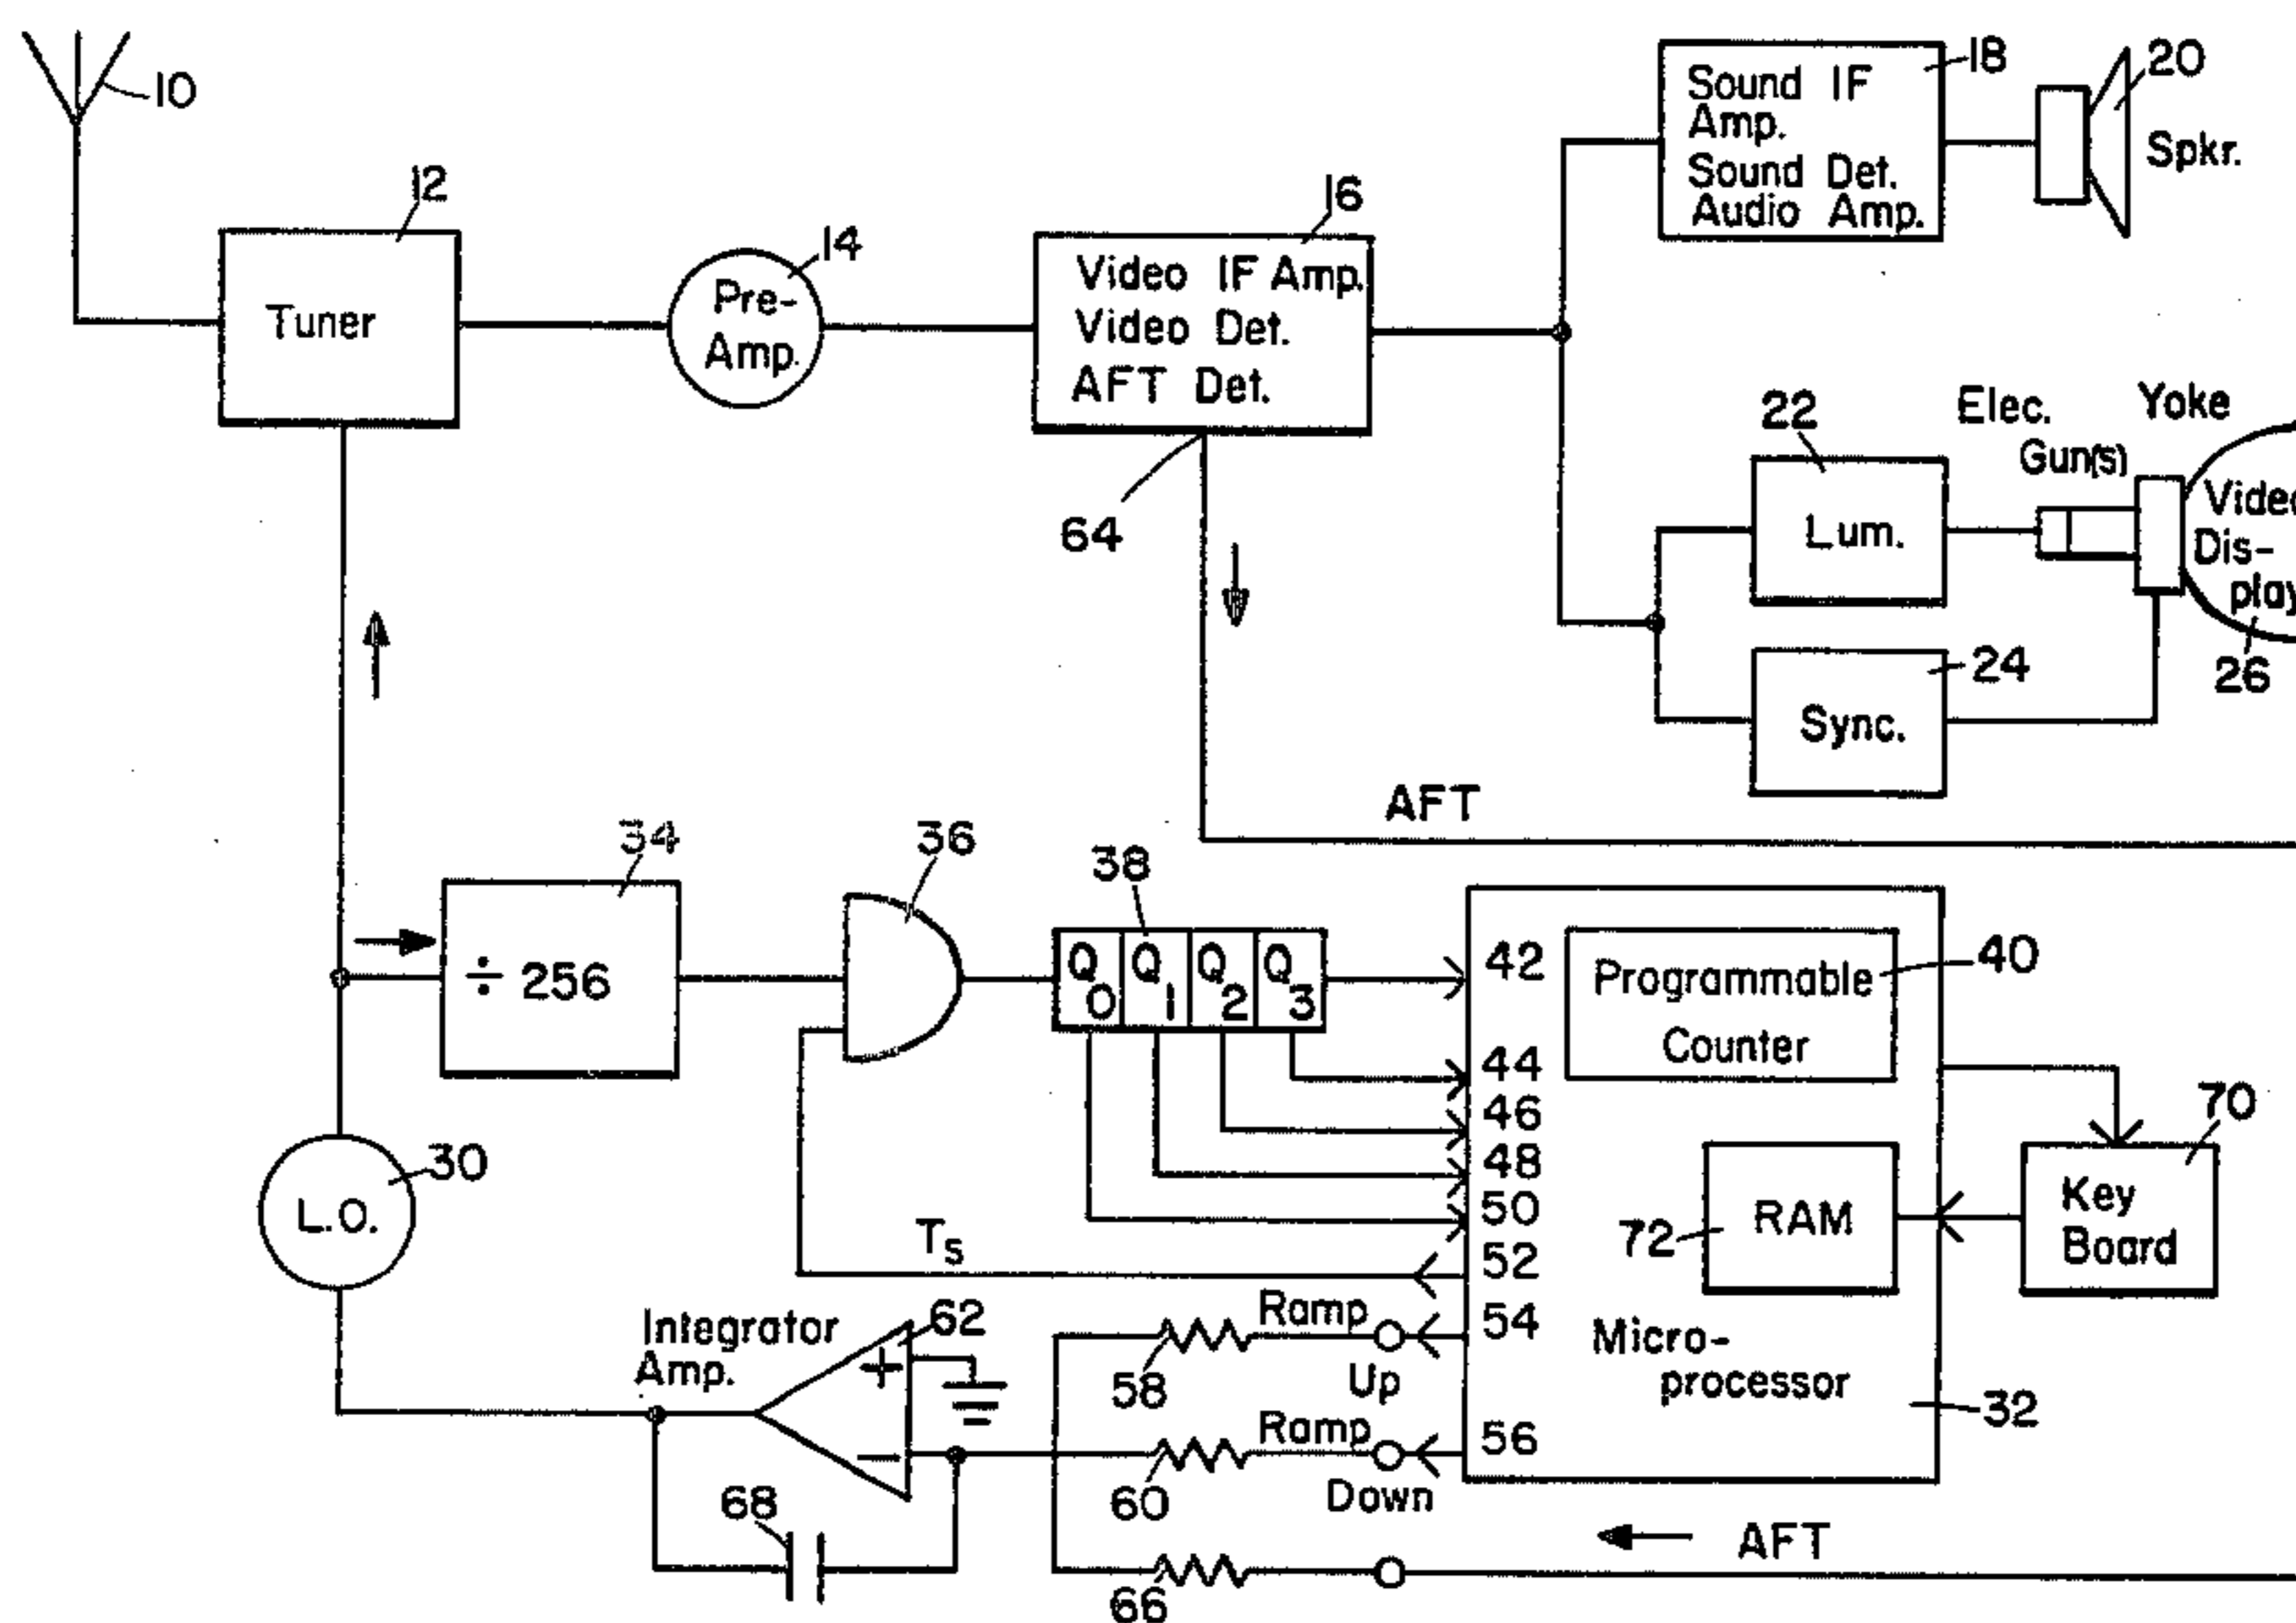 10
12
Tuner
14
Pre-
Amp.
16
Video IF Amp.
Video Det.
AFT Det.
64
18
Sound IF
Amp.
Sound Det.
Audio Amp.
20
Spkr.
22
Lum.
Elec.
Gun(s)
Yoke
Video
Dis-
play
26
24
Sync.
AFT
34
÷ 256
36
38
Q0 Q1 Q2 Q3
42
44
46
48
50
52
54
56
Programmable
Counter
40
RAM
72
Micro-
processor
32
70
Key
Board
30
L.O.
Ts
Integrator
Amp.
62
Ramp
Up
58
Ramp
Down
60
68
66
AFT